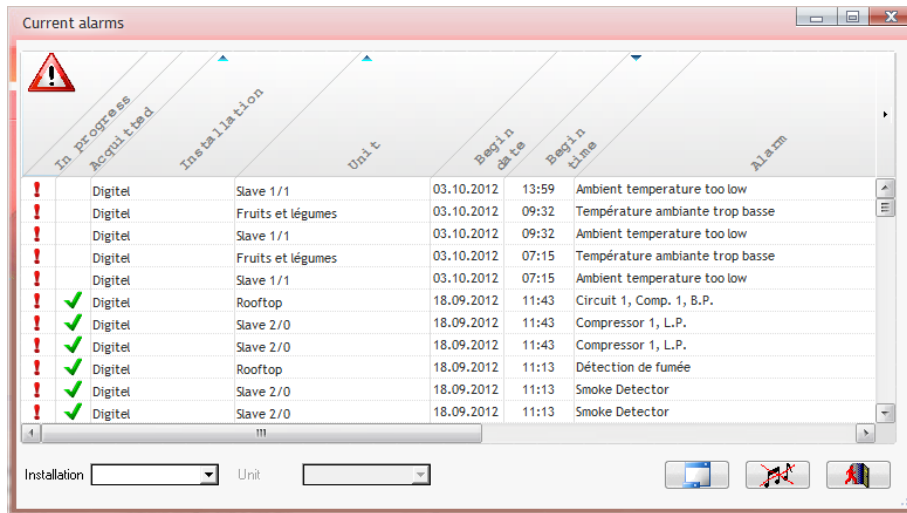 Current alarms
In progress
Acquitted
Installation
Unit
Begin
date
Begin
time
Alarm
Digitel Slave 1/1 03.10.2012 13:59 Ambient temperature too low
Digitel Fruits et légumes 03.10.2012 09:32 Température ambiante trop basse
Digitel Slave 1/1 03.10.2012 09:32 Ambient temperature too low
Digitel Fruits et légumes 03.10.2012 07:15 Température ambiante trop basse
Digitel Slave 1/1 03.10.2012 07:15 Ambient temperature too low
Digitel Rooftop 18.09.2012 11:43 Circuit 1, Comp. 1, B.P.
Digitel Slave 2/0 18.09.2012 11:43 Compressor 1, L.P.
Digitel Slave 2/0 18.09.2012 11:43 Compressor 1, L.P.
Digitel Rooftop 18.09.2012 11:13 Détection de fumée
Digitel Slave 2/0 18.09.2012 11:13 Smoke Detector
Digitel Slave 2/0 18.09.2012 11:13 Smoke Detector
Installation Unit